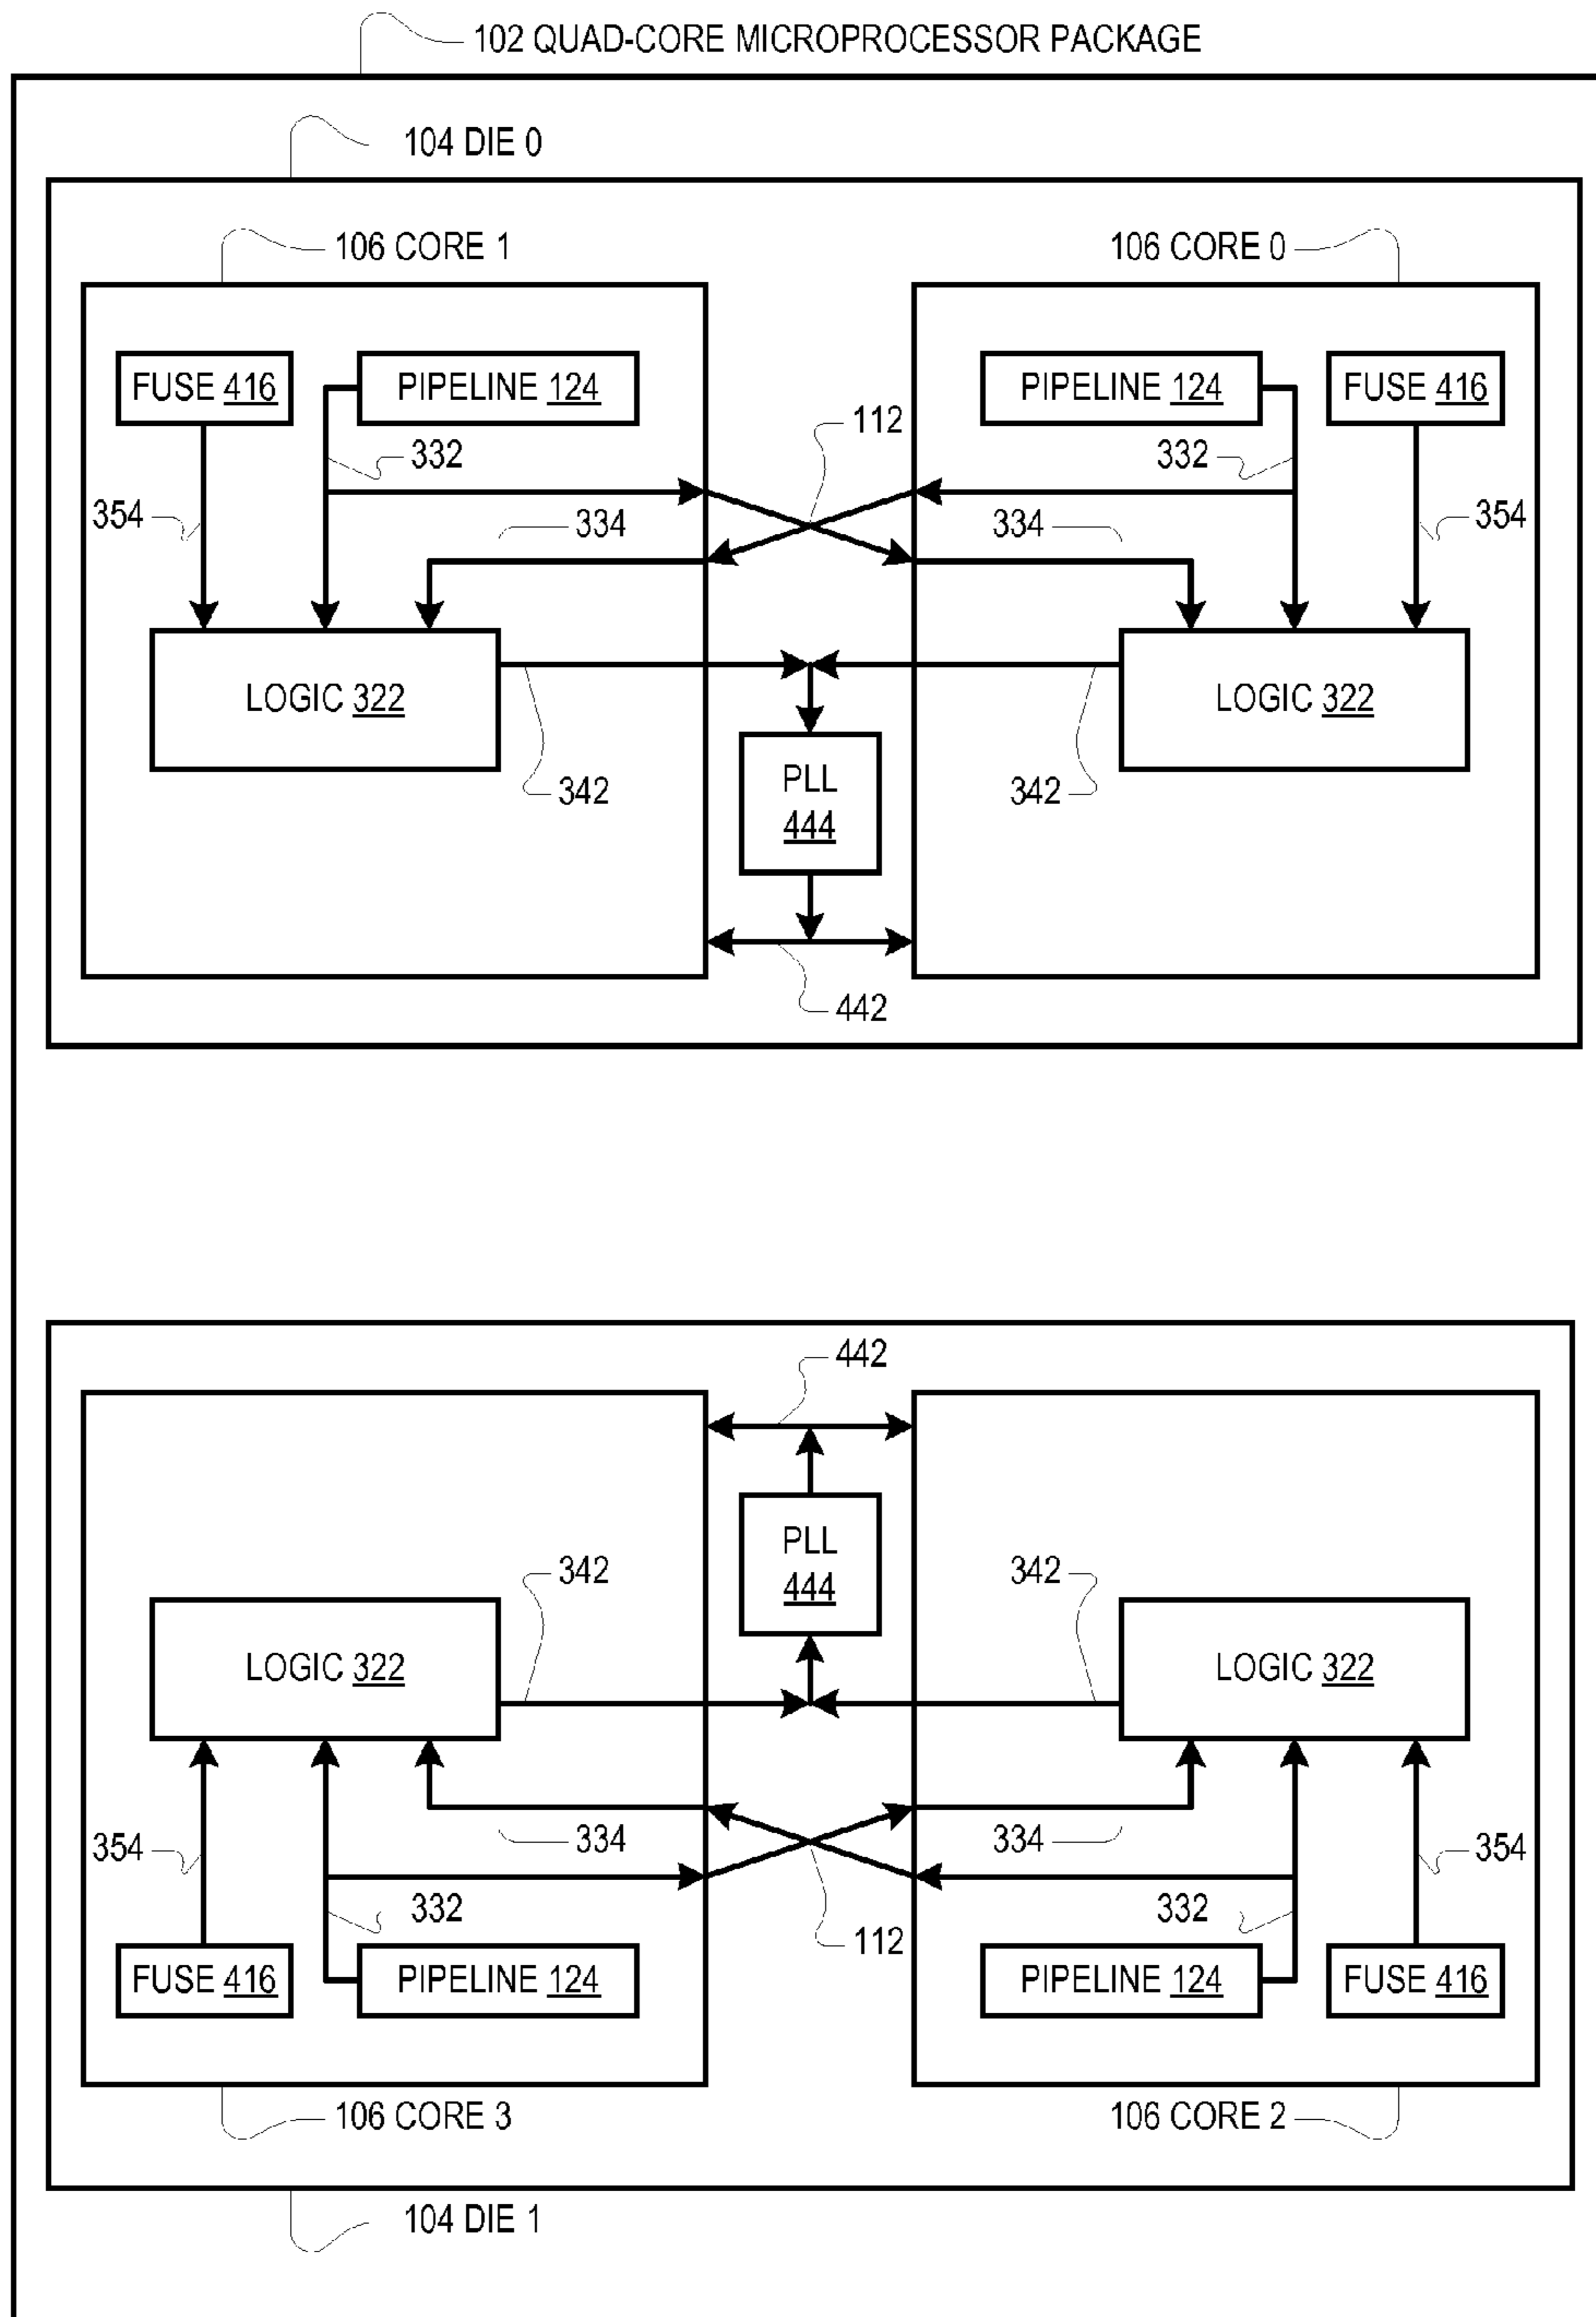 102 QUAD-CORE MICROPROCESSOR PACKAGE
104 DIE 0
106 CORE 1
106 CORE 0
FUSE 416
PIPELINE 124
PIPELINE 124
FUSE 416
112
332
332
354
334
334
354
LOGIC 322
LOGIC 322
342
PLL
444
342
442
442
342
PLL
444
342
LOGIC 322
LOGIC 322
354
334
334
354
332
332
112
FUSE 416
PIPELINE 124
PIPELINE 124
FUSE 416
106 CORE 3
106 CORE 2
104 DIE 1